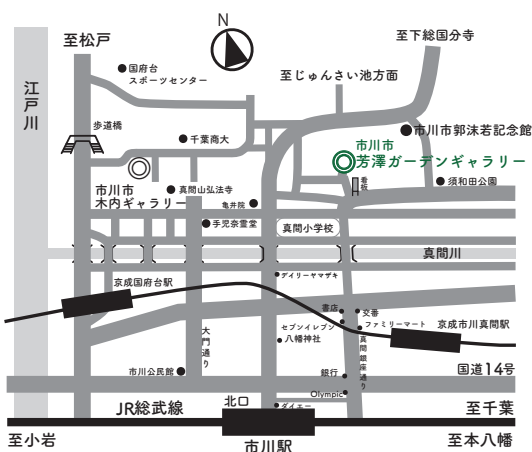 N
至松戸
至下総国分寺
国府台
スポーツセンター
至じゅんさい池方面
江戸川
歩道橋
千葉商大
市川市郭沫若記念館
市川市
芳澤ガーデンギャラリー
看板
須和田公園
市川市
木内ギャラリー
真間山弘法寺
亀井院
手児奈霊堂
真間小学校
真間川
京成国府台駅
デイリーヤマザキ
書店
交番
セブンイレブン
ファミリーマート
京成市川真間駅
大門通り
八幡神社
真間銀座通り
市川公民館
銀行
国道14号
Olympic
JR総武線
北口
ダイエー
至千葉
至小岩
市川駅
至本八幡